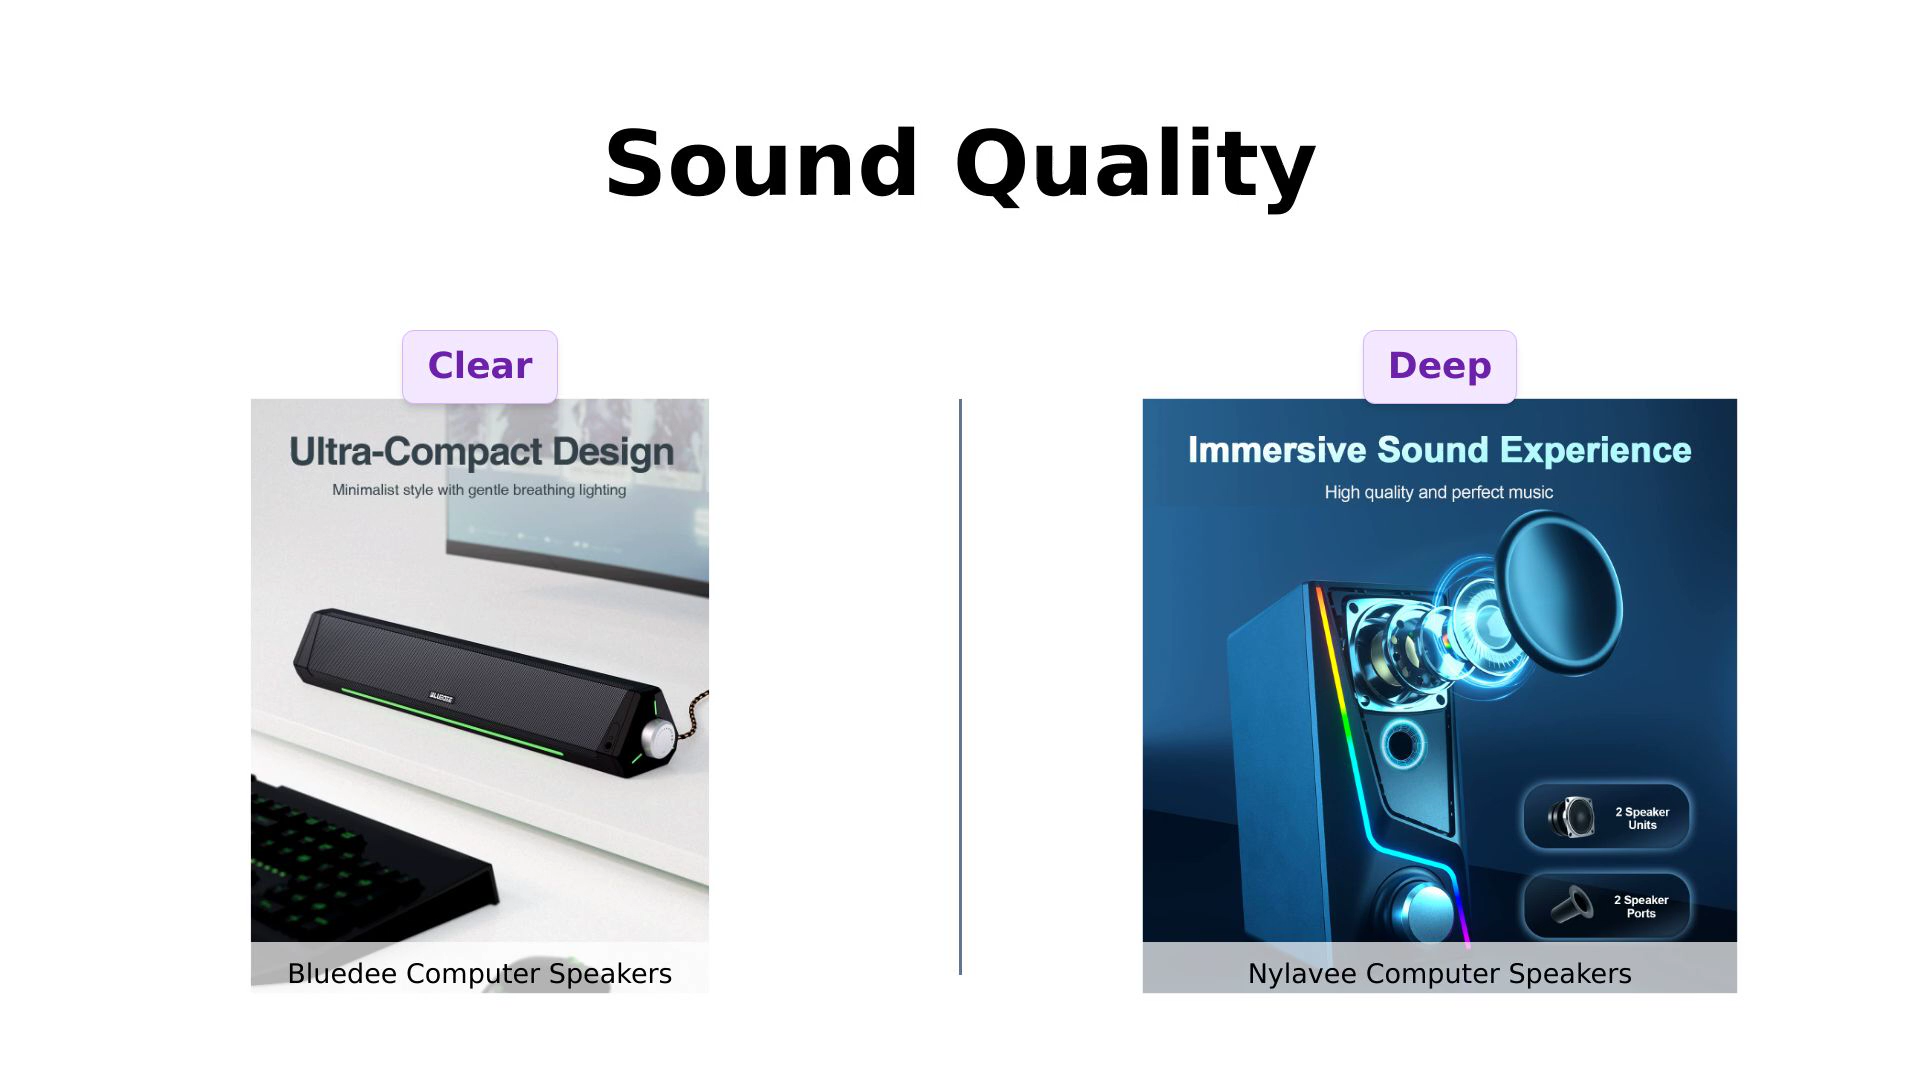 Sound Quality
Clear
Deep
Ultra-Compact Design
Minimalist style with gentle breathing lighting
BLUEDEE
Bluedee Computer Speakers
Immersive Sound Experience
High quality and perfect music
2 Speaker
Units
2 Speaker
Ports
Nylavee Computer Speakers